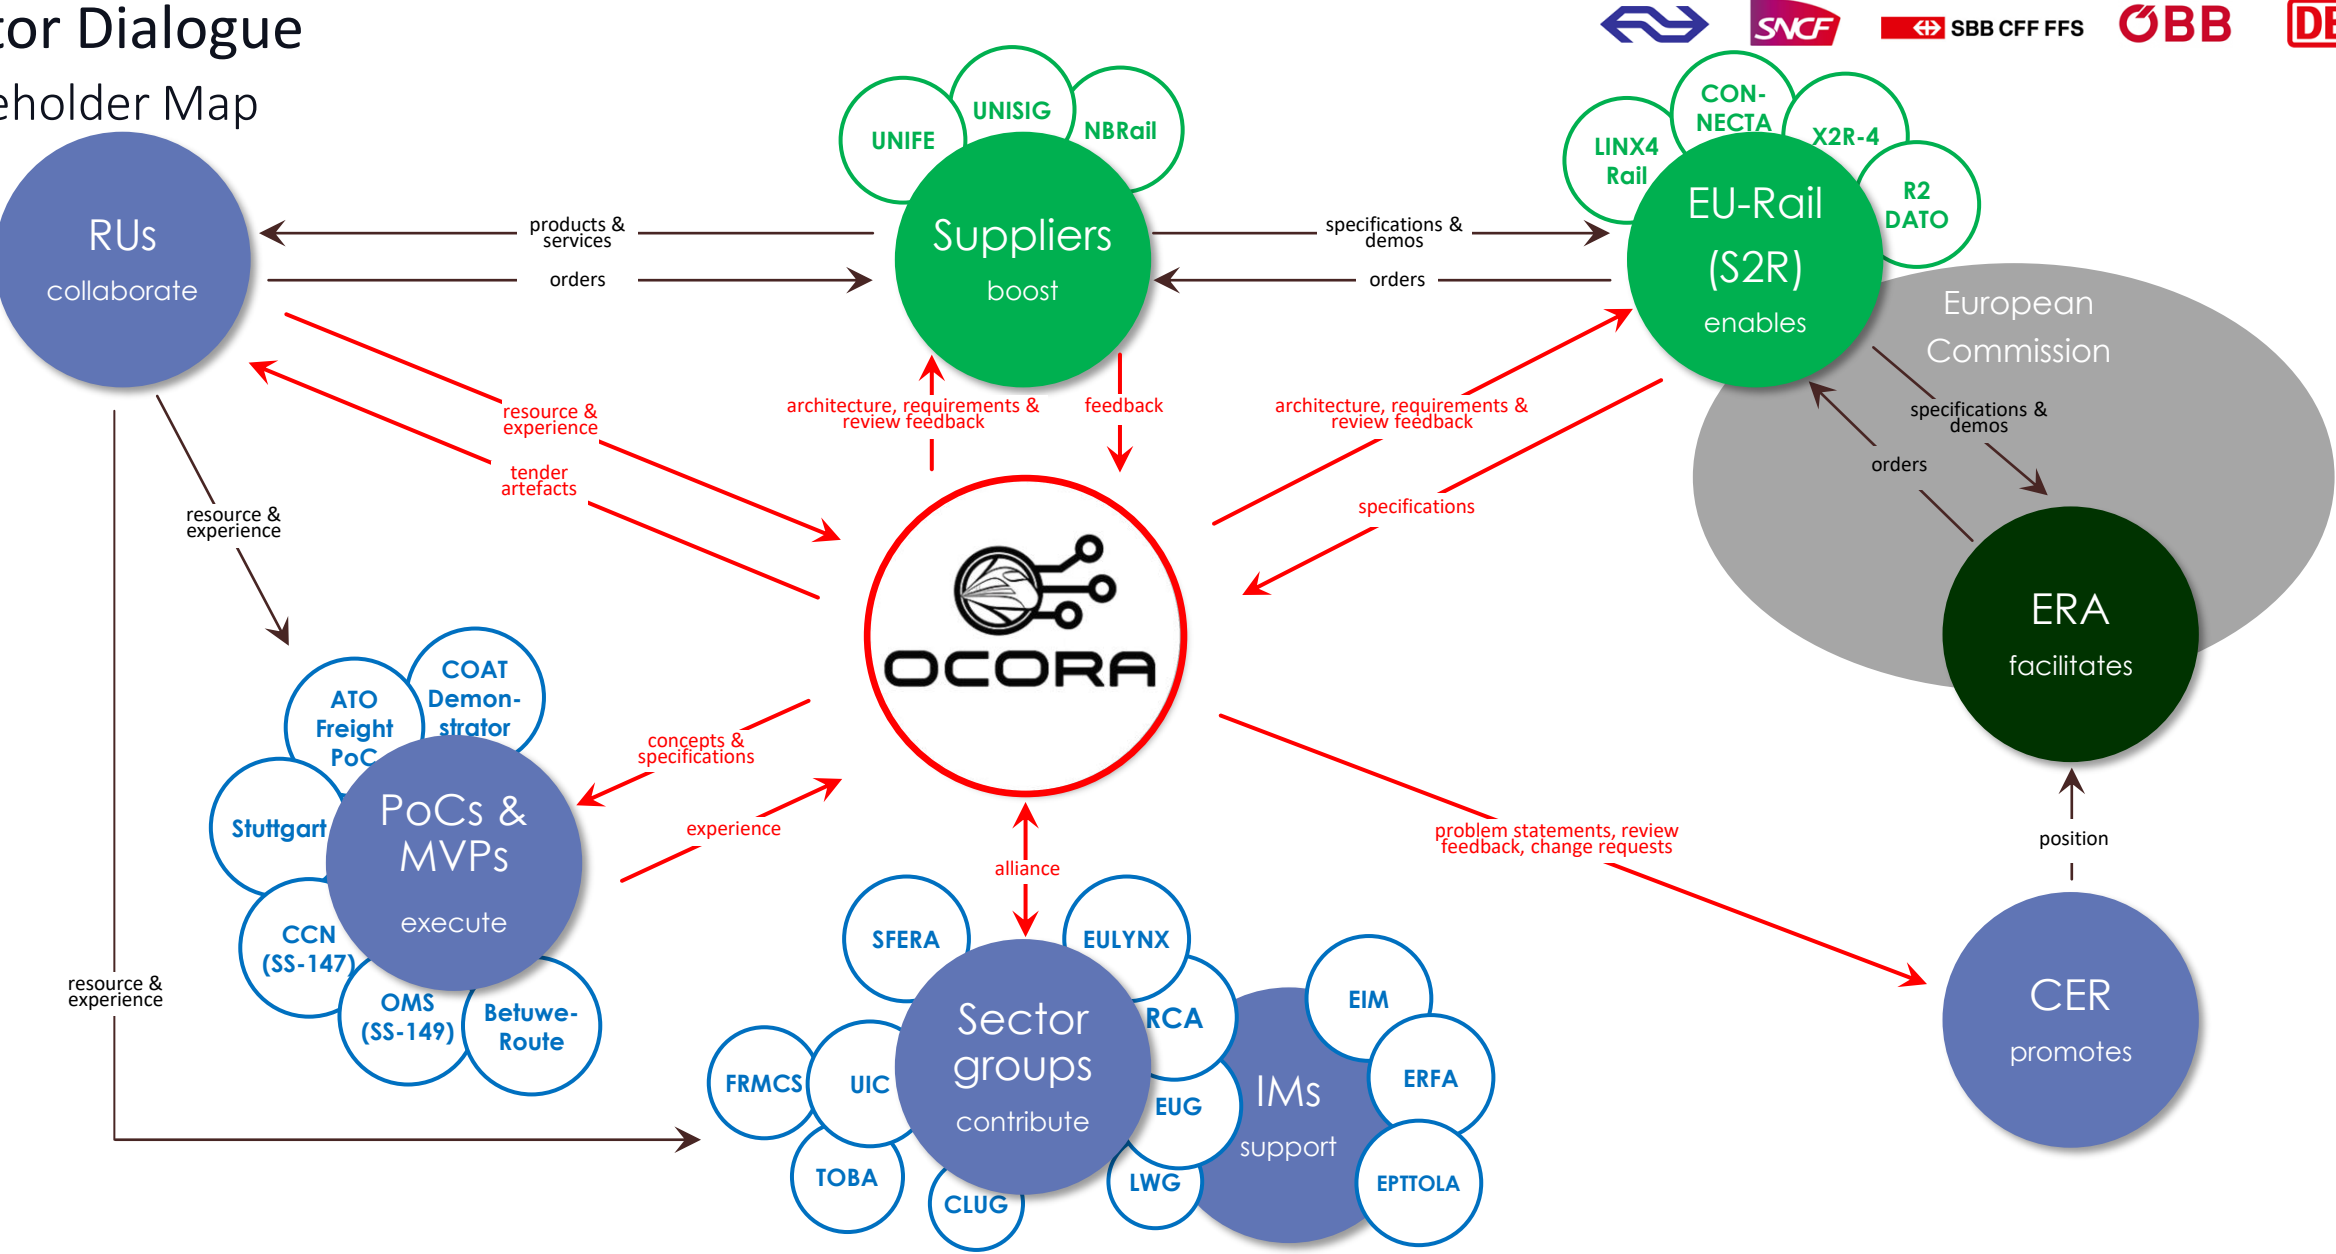 tor Dialogue
eholder Map
SNCF
SBB CFF FFS
ÖBB
DB
UNIFE
UNISIG
NBRail
LINX4
Rail
CON-
NECTA
X2R-4
R2
DATO
RUs
collaborate
products &
services
orders
Suppliers
boost
specifications &
demos
orders
EU-Rail
(S2R)
enables
European
Commission
resource &
experience
tender
artefacts
architecture, requirements &
review feedback
feedback
architecture, requirements &
review feedback
specifications
specifications &
demos
orders
resource &
experience
OCORA
ERA
facilitates
COAT
Demon-
strator
ATO
Freight
PoC
Stuttgart
PoCs &
MVPs
execute
CCN
(SS-147)
OMS
(SS-149)
Betuwe-
Route
concepts &
specifications
experience
alliance
problem statements, review
feedback, change requests
position
resource &
experience
SFERA
EULYNX
RCA
EIM
Sector
groups
contribute
FRMCS
UIC
EUG
IMs
support
ERFA
TOBA
CLUG
LWG
EPTTOLA
CER
promotes